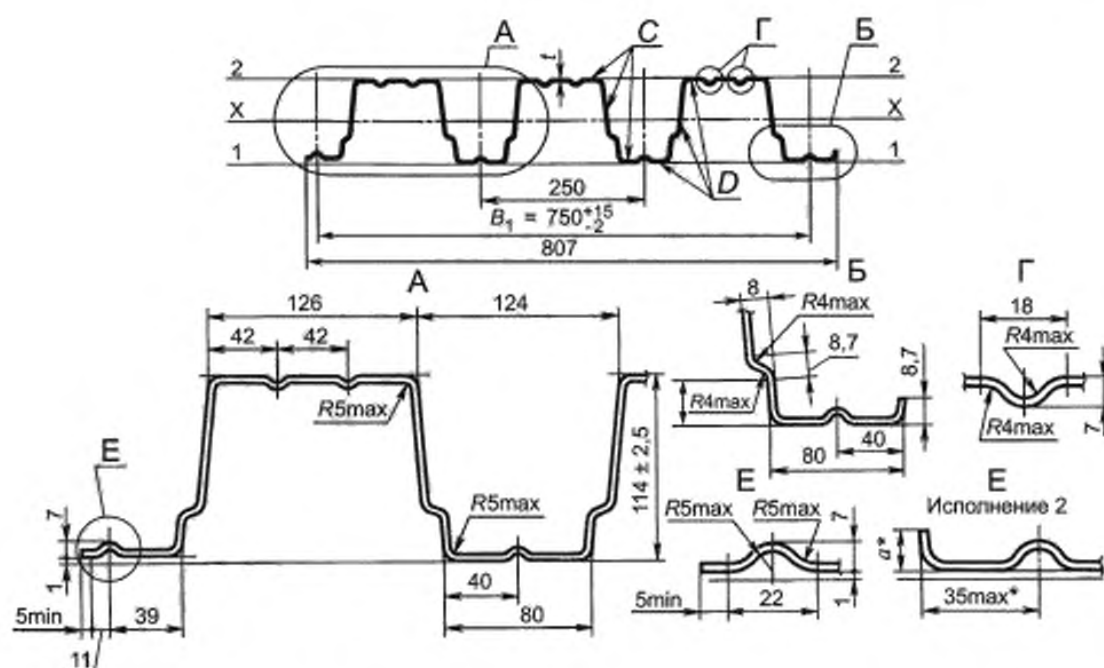 А
C
Г
Б
2
t
2
X
X
1
1
250
D
B₁ = 750⁺¹⁵₋₂
807
А
126
124
42
42
R5max
Е
7
1
5min
11
39
R5max
40
80
114 ± 2,5
Б
8
R4max
8,7
R4max
8,7
40
80
Г
18
R4max
R4max
7
Е
R5max
R5max
7
5min
22
1
Е
Исполнение 2
a*
35max*